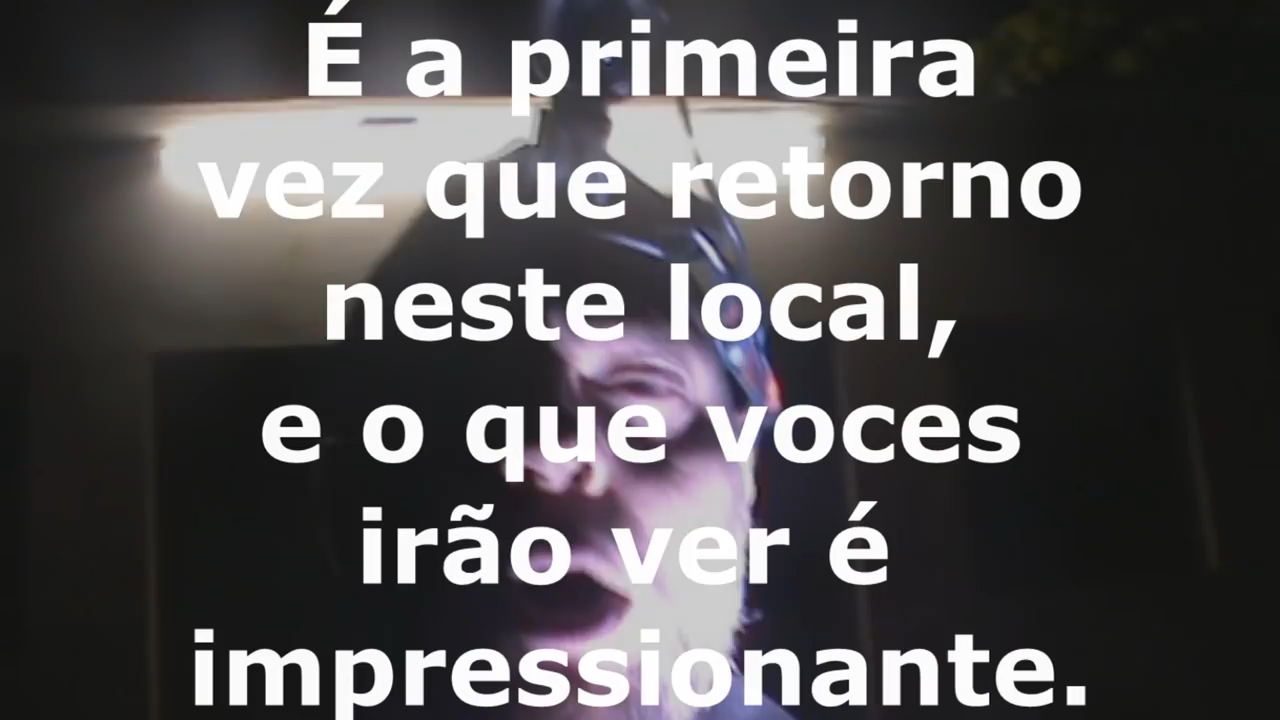 É a primeira
vez que retorno
neste local,
e o que voces
irão ver é
impressionante.